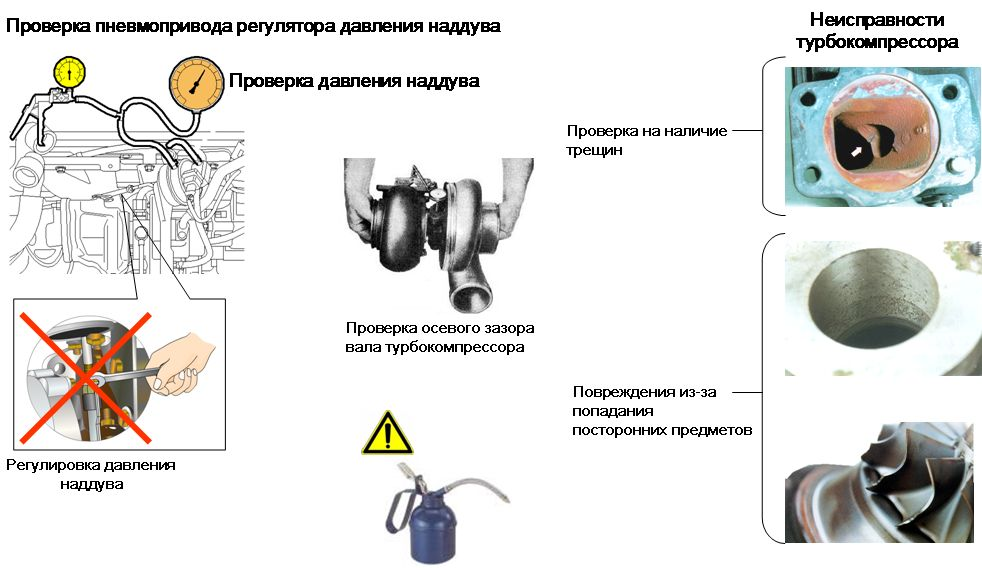 Проверка пневмопривода регулятора давления наддува
Проверка давления наддува
Регулировка давления
наддува
Проверка осевого зазора
вала турбокомпрессора
Неисправности
турбокомпрессора
Проверка на наличие
трещин
Повреждения из-за
попадания
посторонних предметов